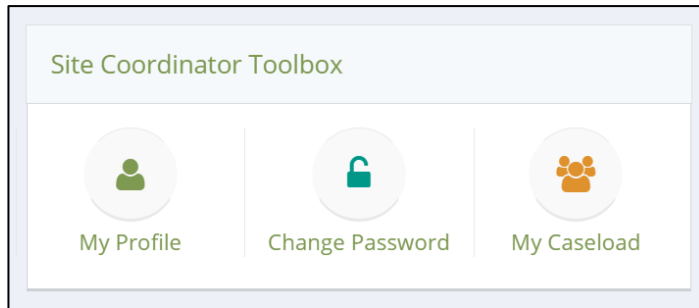 Site Coordinator Toolbox
My Profile
Change Password
My Caseload